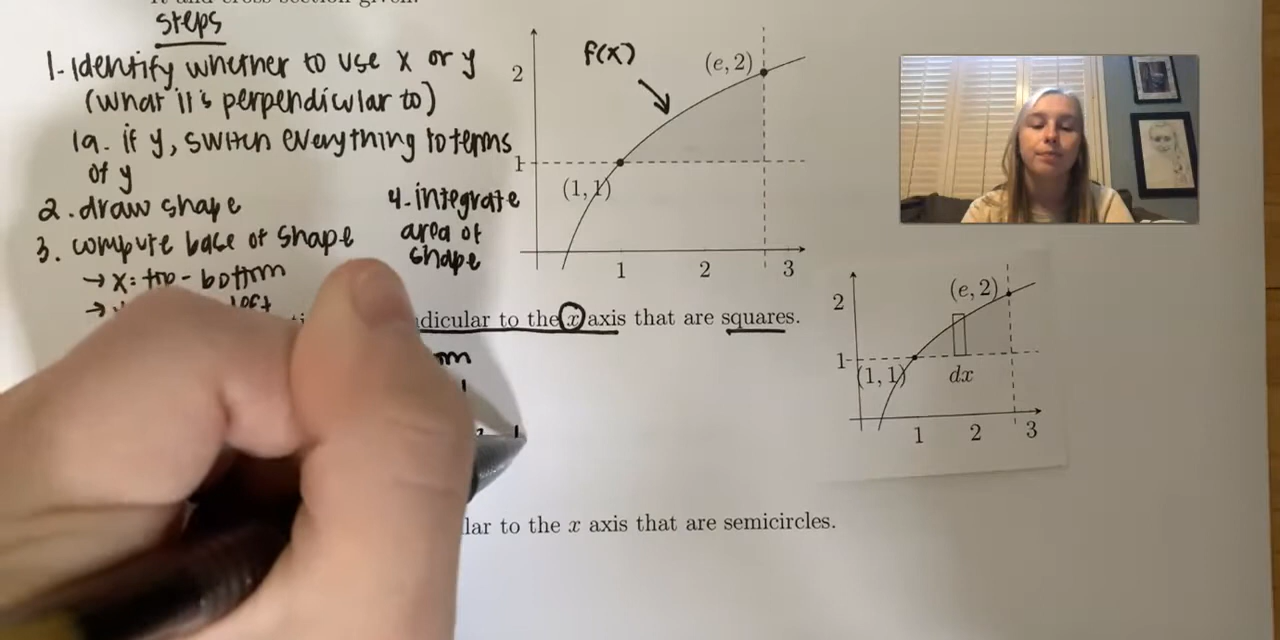 steps
1. Identify whether to use x or y
(what it's perpendicular to)
1a. if y, switch everything to terms
of y
2. draw shape
3. compute base of shape
→ x = top - bottom
→
left
4. integrate
area of
shape
f(x)
(e, 2)
2
1
(1, 1)
1 2 3
to the x axis that are squares.
lar to the x axis that are semicircles.
(e, 2)
2
1
(1, 1)
dx
1 2 3